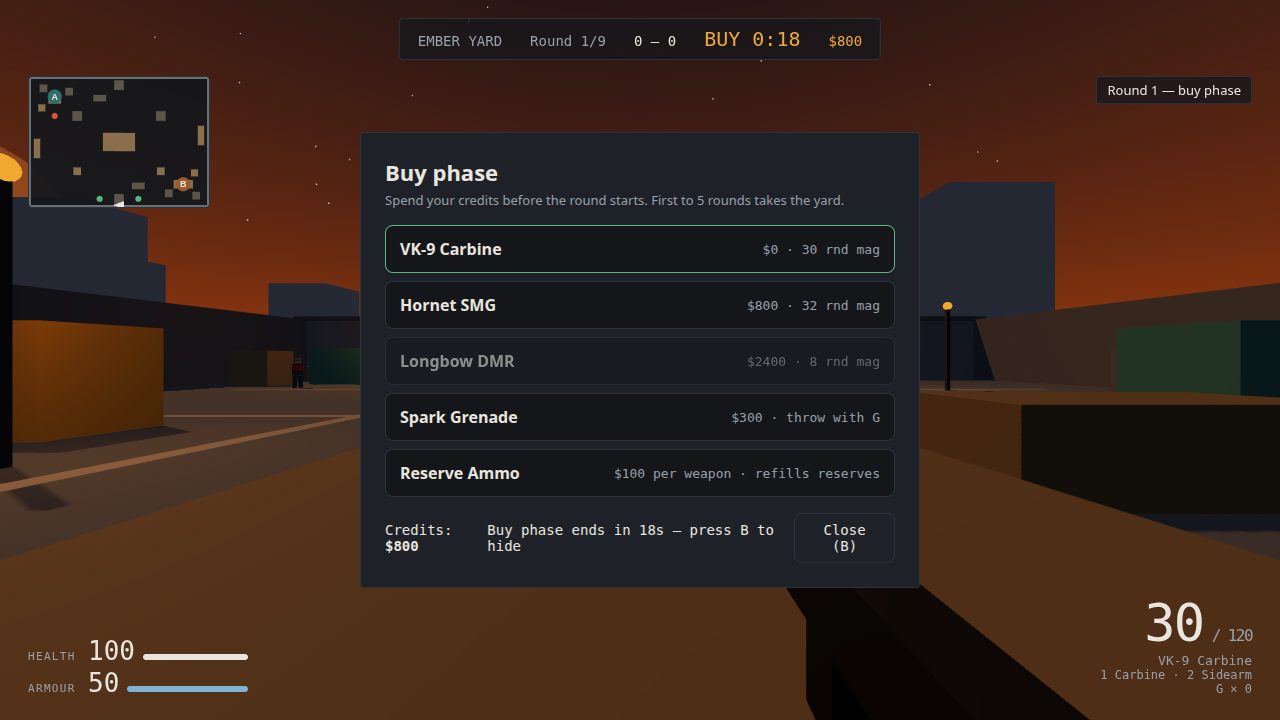 EMBER YARD Round 1/9 0 — 0 BUY 0:18 $800
A
B
Round 1 — buy phase
Buy phase
Spend your credits before the round starts. First to 5 rounds takes the yard.
VK-9 Carbine $0 · 30 rnd mag
Hornet SMG $800 · 32 rnd mag
Longbow DMR $2400 · 8 rnd mag
Spark Grenade $300 · throw with G
Reserve Ammo $100 per weapon · refills reserves
Credits: Buy phase ends in 18s — press B to Close
$800 hide (B)
HEALTH 100
ARMOUR 50
30 / 120
VK-9 Carbine
1 Carbine · 2 Sidearm
G × 0